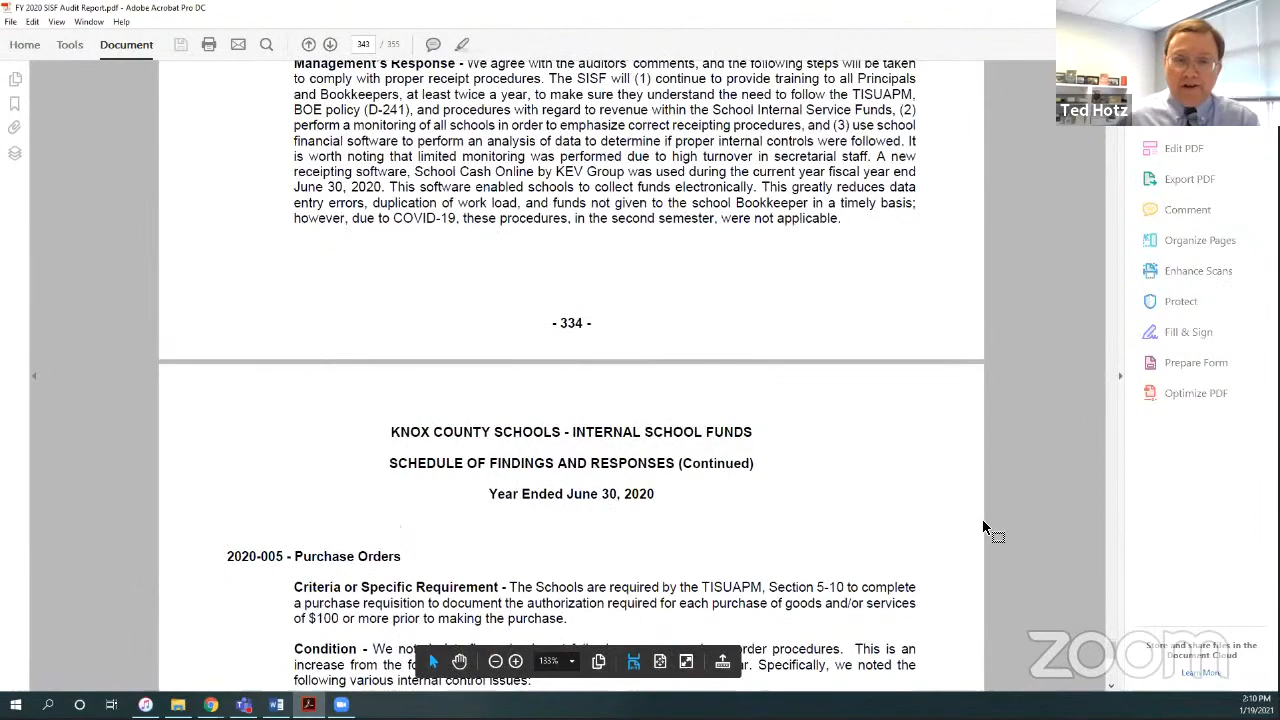 FY 2020 SISF Audit Report.pdf - Adobe Acrobat Pro DC
File Edit View Window Help
Home Tools Document 343 / 355
Management's Response - We agree with the auditors' comments, and the following steps will be taken
to comply with proper receipt procedures. The SISF will (1) continue to provide training to all Principals
and Bookkeepers, at least twice a year, to make sure they understand the need to follow the TISUAPM,
BOE policy (D-241), and procedures with regard to revenue within the School Internal Service Funds, (2)
perform a monitoring of all schools in order to emphasize correct receipting procedures, and (3) use school
financial software to perform an analysis of data to determine if proper internal controls were followed. It
is worth noting that limited monitoring was performed due to high turnover in secretarial staff. A new
receipting software, School Cash Online by KEV Group was used during the current year fiscal year end
June 30, 2020. This software enabled schools to collect funds electronically. This greatly reduces data
entry errors, duplication of work load, and funds not given to the school Bookkeeper in a timely basis;
however, due to COVID-19, these procedures, in the second semester, were not applicable.
- 334 -
KNOX COUNTY SCHOOLS - INTERNAL SCHOOL FUNDS
SCHEDULE OF FINDINGS AND RESPONSES (Continued)
Year Ended June 30, 2020
2020-005 - Purchase Orders
Criteria or Specific Requirement - The Schools are required by the TISUAPM, Section 5-10 to complete
a purchase requisition to document the authorization required for each purchase of goods and/or services
of $100 or more prior to making the purchase.
Condition - We order procedures. This is an
increase from the Specifically, we noted the
following various internal control issues:
133%
Ted Hotz
Edit PDF
Export PDF
Comment
Organize Pages
Enhance Scans
Protect
Fill & Sign
Prepare Form
Optimize PDF
Store and share files in the
Document Cloud
Learn More
zoom
2:10 PM
1/19/2021